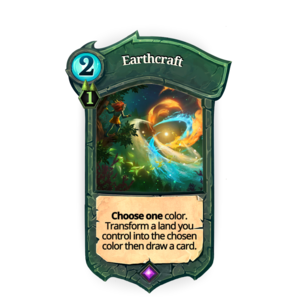 2
Earthcraft
1
Choose one color.
Transform a land you
control into the chosen
color then draw a card.